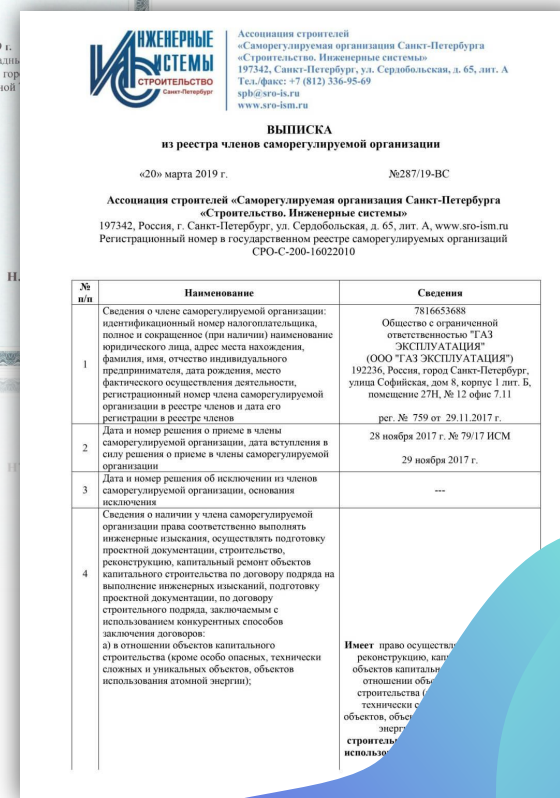 ИНЖЕНЕРНЫЕ
СИСТЕМЫ
СТРОИТЕЛЬСТВО
Санкт-Петербург
Ассоциация строителей
«Саморегулируемая организация Санкт-Петербурга
«Строительство. Инженерные системы»
197342, Санкт-Петербург, ул. Сердобольская, д. 65, лит. А
Тел./факс: +7 (812) 336-95-69
spb@sro-is.ru
www.sro-ism.ru
ВЫПИСКА
из реестра членов саморегулируемой организации
«20» марта 2019 г. №287/19-ВС
Ассоциация строителей «Саморегулируемая организация Санкт-Петербурга
«Строительство. Инженерные системы»
197342, Россия, г. Санкт-Петербург, ул. Сердобольская, д. 65, лит. А, www.sro-ism.ru
Регистрационный номер в государственном реестре саморегулируемых организаций
СРО-С-200-16022010
№
п/п
Наименование
Сведения
1
Сведения о члене саморегулируемой организации:
идентификационный номер налогоплательщика,
полное и сокращенное (при наличии) наименование
юридического лица, адрес места нахождения,
фамилия, имя, отчество индивидуального
предпринимателя, дата рождения, место
фактического осуществления деятельности,
регистрационный номер члена саморегулируемой
организации в реестре членов и дата его
регистрации в реестре членов
7816653688
Общество с ограниченной
ответственностью "ГАЗ
ЭКСПЛУАТАЦИЯ"
(ООО "ГАЗ ЭКСПЛУАТАЦИЯ")
192236, Россия, город Санкт-Петербург,
улица Софийская, дом 8, корпус 1 лит. Б,
помещение 27Н, № 12 офис 7.11
рег. № 759 от 29.11.2017 г.
2
Дата и номер решения о приеме в члены
саморегулируемой организации, дата вступления в
силу решения о приеме в члены саморегулируемой
организации
28 ноября 2017 г. № 79/17 ИСМ
29 ноября 2017 г.
3
Дата и номер решения об исключении из членов
саморегулируемой организации, основания
исключения
---
4
Сведения о наличии у члена саморегулируемой
организации права соответственно выполнять
инженерные изыскания, осуществлять подготовку
проектной документации, строительство,
реконструкцию, капитальный ремонт объектов
капитального строительства по договору подряда на
выполнение инженерных изысканий, подготовку
проектной документации, по договору
строительного подряда, заключаемым с
использованием конкурентных способов
заключения договоров:
а) в отношении объектов капитального
строительства (кроме особо опасных, технически
сложных и уникальных объектов, объектов
использования атомной энергии);
Имеет право
реконструкцию,
объектов
отношении
строительства
технически
объектов,